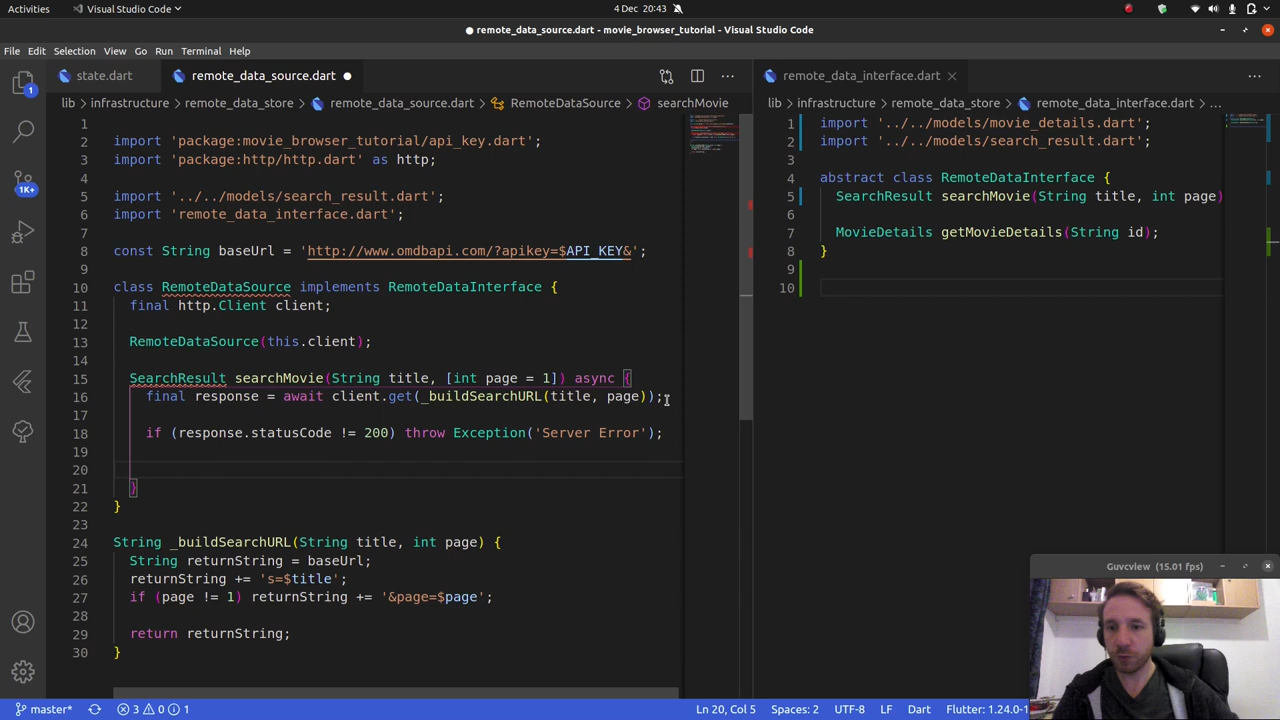 Activities
Visual Studio Code
4 Dec 20:43
remote_data_source.dart - movie_browser_tutorial - Visual Studio Code
File Edit Selection View Go Run Terminal Help
state.dart
remote_data_source.dart
lib > infrastructure > remote_data_store > remote_data_source.dart > RemoteDataSource > searchMovie
1
2 import 'package:movie_browser_tutorial/api_key.dart';
3 import 'package:http/http.dart' as http;
4
5 import '../../models/search_result.dart';
6 import 'remote_data_interface.dart';
7
8 const String baseUrl = 'http://www.omdbapi.com/?apikey=$API_KEY&';
9
10 class RemoteDataSource implements RemoteDataInterface {
11 final http.Client client;
12
13 RemoteDataSource(this.client);
14
15 SearchResult searchMovie(String title, [int page = 1]) async {
16 final response = await client.get(_buildSearchURL(title, page));
17
18 if (response.statusCode != 200) throw Exception('Server Error');
19
20
21 }
22 }
23
24 String _buildSearchURL(String title, int page) {
25 String returnString = baseUrl;
26 returnString += 's=$title';
27 if (page != 1) returnString += '&page=$page';
28
29 return returnString;
30 }
remote_data_interface.dart
lib > infrastructure > remote_data_store > remote_data_interface.dart > ...
1 import '../../models/movie_details.dart';
2 import '../../models/search_result.dart';
3
4 abstract class RemoteDataInterface {
5 SearchResult searchMovie(String title, int page)
6
7 MovieDetails getMovieDetails(String id);
8 }
9
10
1
1K+
Guvcview (15.01 fps)
master*
3 0 1
Ln 20, Col 5
Spaces: 2
UTF-8
LF
Dart
Flutter: 1.24.0-1